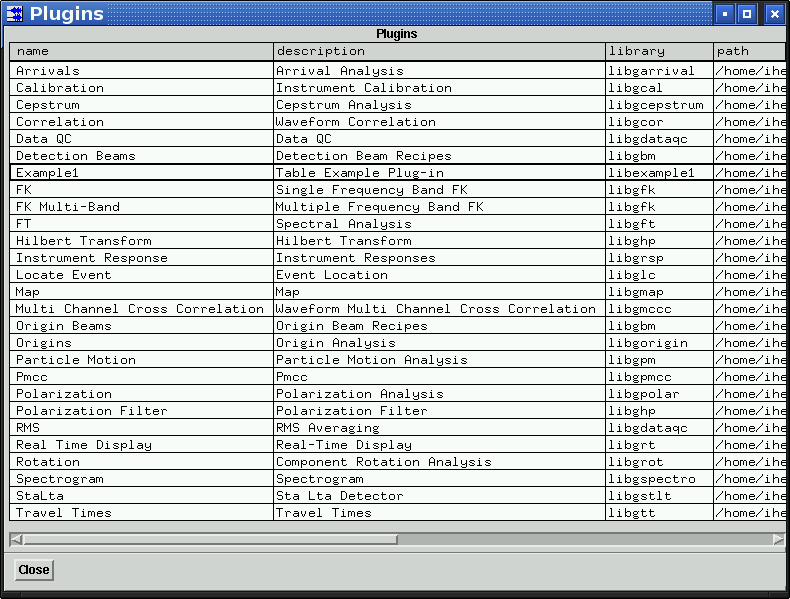 Plugins
Plugins
name description library path
Arrivals Arrival Analysis libgarrival /home/ihe
Calibration Instrument Calibration libgcal /home/ihe
Cepstrum Cepstrum Analysis libgcepstrum /home/ihe
Correlation Waveform Correlation libgcor /home/ihe
Data QC Data QC libgdataqc /home/ihe
Detection Beams Detection Beam Recipes libgbm /home/ihe
Example1 Table Example Plug-in libexample1 /home/ihe
FK Single Frequency Band FK libgfk /home/ihe
FK Multi-Band Multiple Frequency Band FK libgfk /home/ihe
FT Spectral Analysis libgft /home/ihe
Hilbert Transform Hilbert Transform libghp /home/ihe
Instrument Response Instrument Responses libgrsp /home/ihe
Locate Event Event Location libglc /home/ihe
Map Map libgmap /home/ihe
Multi Channel Cross Correlation Waveform Multi Channel Cross Correlation libgmccc /home/ihe
Origin Beams Origin Beam Recipes libgbm /home/ihe
Origins Origin Analysis libgorigin /home/ihe
Particle Motion Particle Motion Analysis libgpm /home/ihe
Pmcc Pmcc libgpmcc /home/ihe
Polarization Polarization Analysis libgpolar /home/ihe
Polarization Filter Polarization Filter libghp /home/ihe
RMS RMS Averaging libgdataqc /home/ihe
Real Time Display Real-Time Display libgrt /home/ihe
Rotation Component Rotation Analysis libgrot /home/ihe
Spectrogram Spectrogram libgspectro /home/ihe
StaLta Sta Lta Detector libgstlt /home/ihe
Travel Times Travel Times libgtt /home/ihe
Close